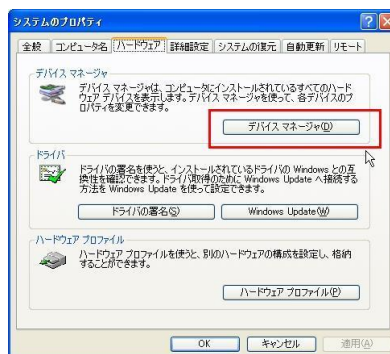 システムのプロパティ
全般 コンピュータ名 ハードウェア 詳細設定 システムの復元 自動更新 リモート
デバイス マネージャ
デバイス マネージャは、コンピュータにインストールされているすべてのハード
ウェア デバイスを表示します。デバイス マネージャを使って、各デバイスのプ
ロパティを変更できます。
デバイス マネージャ(D)
ドライバ
ドライバの署名を使うと、インストールされているドライバの Windows との互
換性を確認できます。ドライバ取得のために Windows Update へ接続する
方法を Windows Update を使って設定できます。
ドライバの署名(S) Windows Update(W)
ハードウェア プロファイル
ハードウェア プロファイルを使うと、別のハードウェアの構成を設定し、格納
することができます。
ハードウェア プロファイル(P)
OK キャンセル 適用(A)